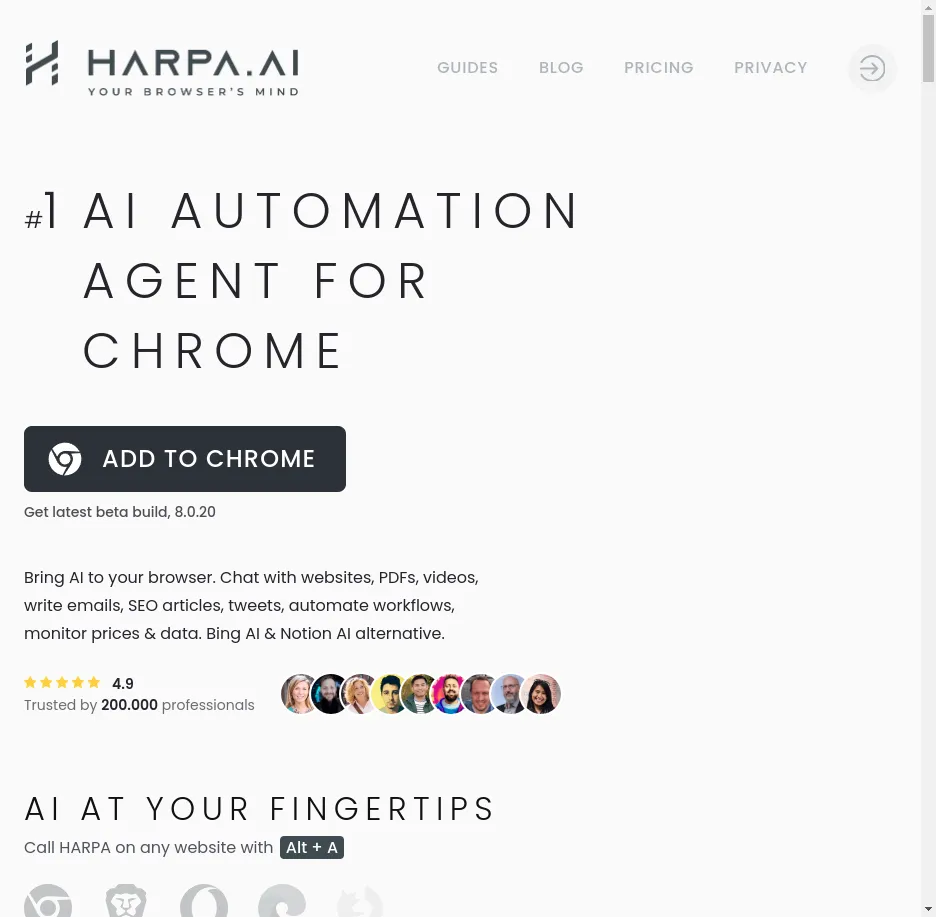 HARPA.AI
YOUR BROWSER'S MIND
GUIDES BLOG PRICING PRIVACY
#1 AI AUTOMATION
AGENT FOR
CHROME
ADD TO CHROME
Get latest beta build, 8.0.20
Bring AI to your browser. Chat with websites, PDFs, videos,
write emails, SEO articles, tweets, automate workflows,
monitor prices & data. Bing AI & Notion AI alternative.
4.9
Trusted by 200.000 professionals
AI AT YOUR FINGERTIPS
Call HARPA on any website with Alt + A